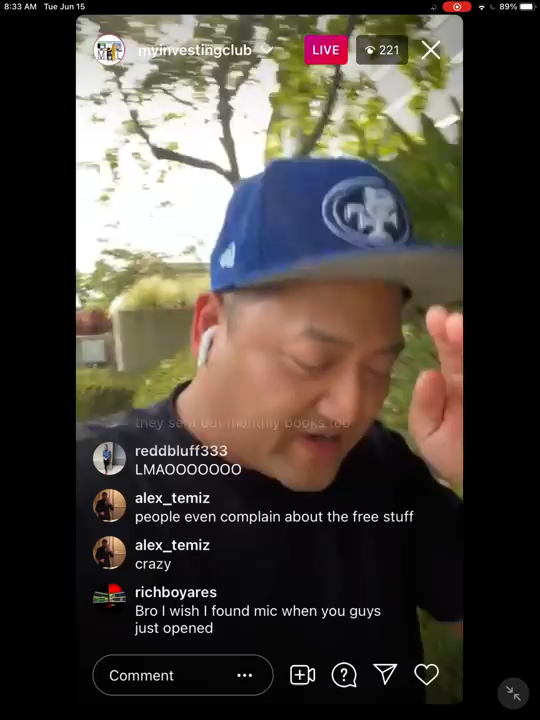 8:33 AM Tue Jun 15
89%
myinvestingclub
LIVE
221
they sent out monthly books too
reddbluff333
LMAOOOOOOO
alex_temiz
people even complain about the free stuff
alex_temiz
crazy
richboyares
Bro I wish I found mic when you guys
just opened
Comment